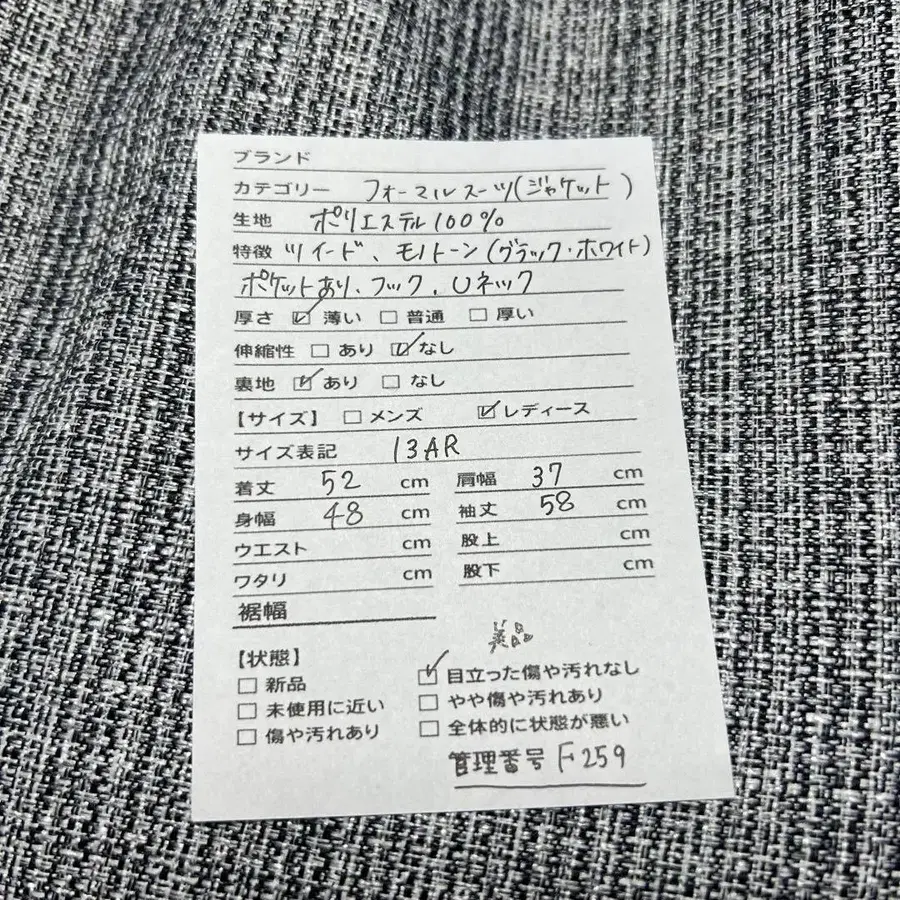 ブランド
カテゴリー フォーマルスーツ(ジャケット)
生地 ポリエステル100%
特徴 ツイード、モノトーン(ブラック・ホワイト)
ポケットあり、フック、Uネック
厚さ ☑ 薄い ☐ 普通 ☐ 厚い
伸縮性 ☐ あり ☑ なし
裏地 ☑ あり ☐ なし
【サイズ】 ☐ メンズ ☑ レディース
サイズ表記 13AR
着丈 52 cm 肩幅 37 cm
身幅 48 cm 袖丈 58 cm
ウエスト cm 股上 cm
ワタリ cm 股下 cm
裾幅
美品
【状態】 ☑ 目立った傷や汚れなし
☐ 新品 ☐ やや傷や汚れあり
☐ 未使用に近い ☐ 全体的に状態が悪い
☐ 傷や汚れあり
管理番号 F259